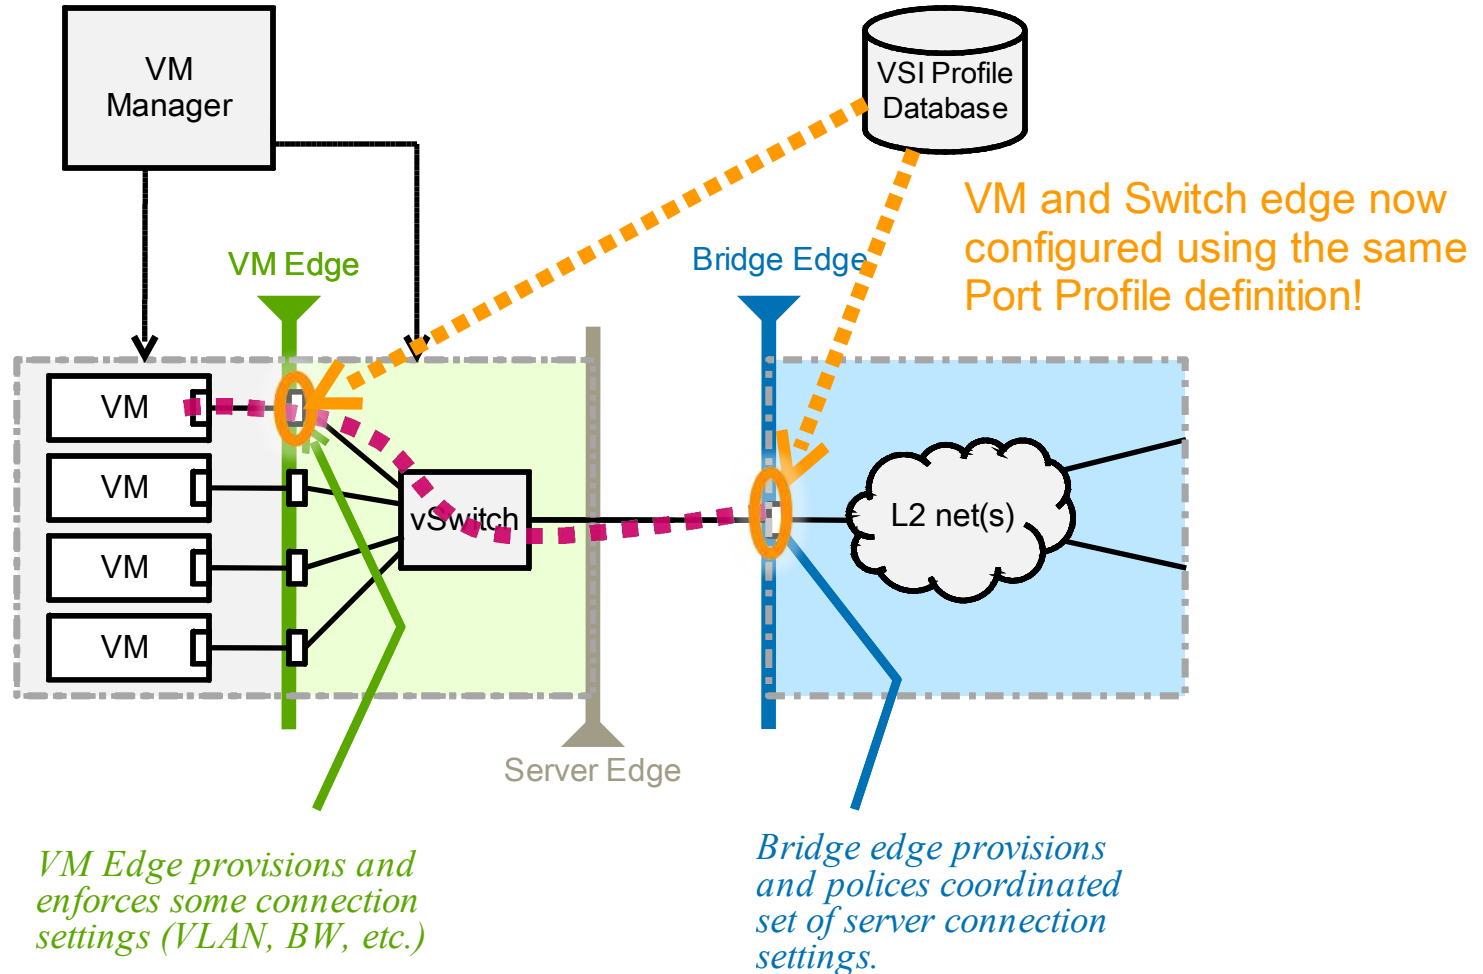 VM
Manager
VSI Profile
Database
VM and Switch edge now
configured using the same
Port Profile definition!
VM Edge
Bridge Edge
VM
VM
VM
VM
vSwitch
L2 net(s)
Server Edge
VM Edge provisions and
enforces some connection
settings (VLAN, BW, etc.)
Bridge edge provisions
and polices coordinated
set of server connection
settings.